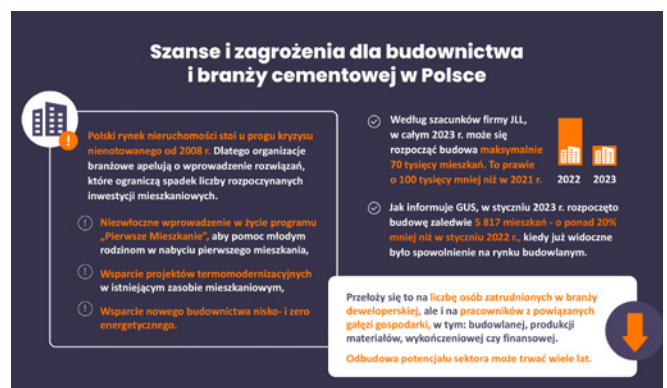 Szanse i zagrożenia dla budownictwa
i branży cementowej w Polsce
Polski rynek nieruchomości stoi u progu kryzysu
nienotowanego od 2008 r. Dlatego organizacje
branżowe apelują o wprowadzenie rozwiązań,
które ograniczą spadek liczby rozpoczynanych
inwestycji mieszkaniowych.
Niezwłoczne wprowadzenie w życie programu
„Pierwsze Mieszkanie”, aby pomoc młodym
rodzinom w nabyciu pierwszego mieszkania,
Wsparcie projektów termomodernizacyjnych
w istniejącym zasobie mieszkaniowym,
Wsparcie nowego budownictwa nisko- i zero
energetycznego.
Według szacunków firmy JLL,
w całym 2023 r. może się
rozpocząć budowa maksymalnie
70 tysięcy mieszkań. To prawie
o 100 tysięcy mniej niż w 2021 r.
2022 2023
Jak informuje GUS, w styczniu 2023 r. rozpoczęto
budowę zaledwie 5 817 mieszkań - o ponad 20%
mniej niż w styczniu 2022 r., kiedy już widoczne
było spowolnienie na rynku budowlanym.
Przełoży się to na liczbę osób zatrudnionych w branży
deweloperskiej, ale i na pracowników z powiązanych
gałęzi gospodarki, w tym: budowlanej, produkcji
materiałów, wykończeniowej czy finansowej.
Odbudowa potencjału sektora może trwać wiele lat.